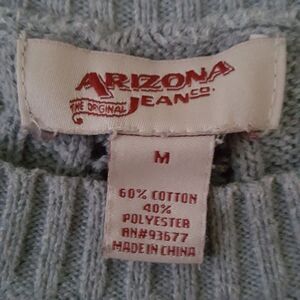 ARIZONA
THE ORIGINAL JEAN CO.
M
60% COTTON
40%
POLYESTER
RN#93677
MADE IN CHINA